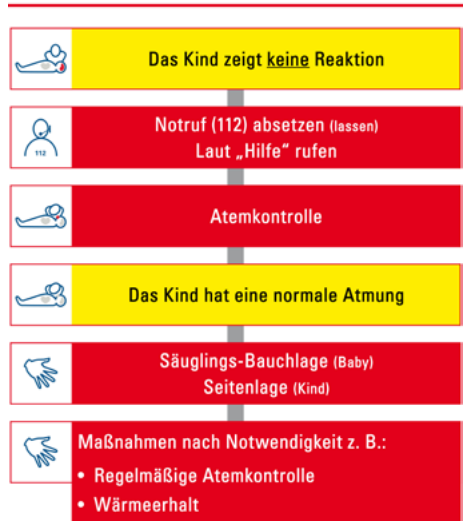 Das Kind zeigt keine Reaktion
Notruf (112) absetzen (lassen)
Laut „Hilfe“ rufen
112
Atemkontrolle
Das Kind hat eine normale Atmung
Säuglings-Bauchlage (Baby)
Seitenlage (Kind)
Maßnahmen nach Notwendigkeit z. B.:
• Regelmäßige Atemkontrolle
• Wärmeerhalt